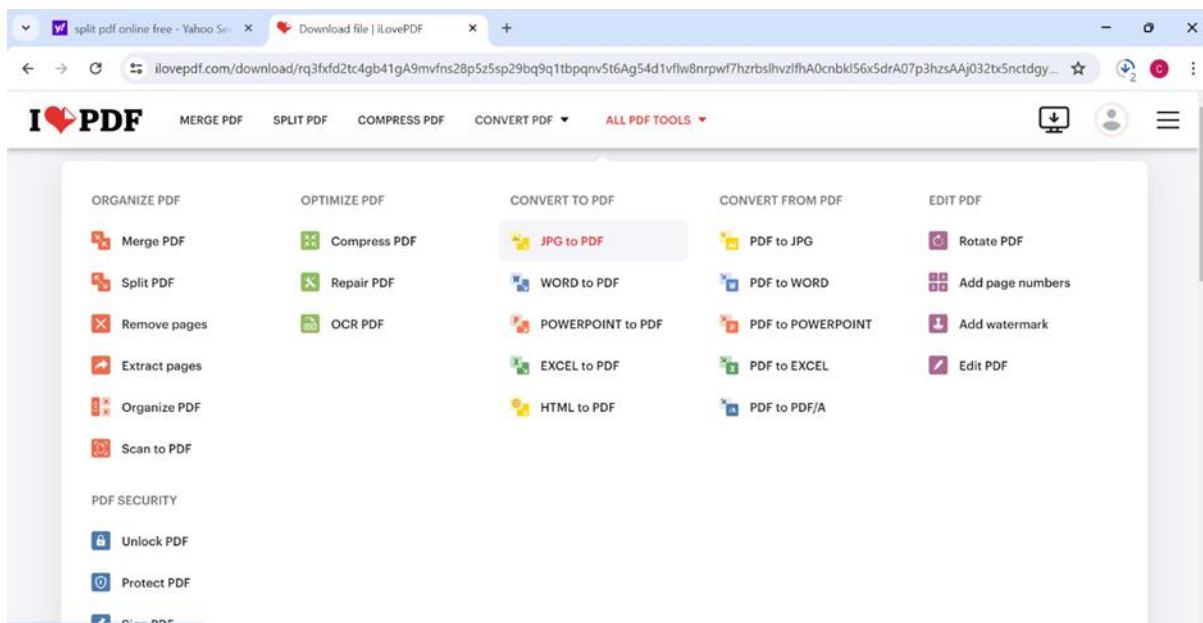 split pdf online free - Yahoo Se
Download file | iLovePDF
I PDF
MERGE PDF
SPLIT PDF
COMPRESS PDF
CONVERT PDF
ALL PDF TOOLS
ORGANIZE PDF
Merge PDF
Split PDF
Remove pages
Extract pages
Organize PDF
Scan to PDF
PDF SECURITY
Unlock PDF
Protect PDF
Sign PDF
OPTIMIZE PDF
Compress PDF
Repair PDF
OCR PDF
CONVERT TO PDF
JPG to PDF
WORD to PDF
POWERPOINT to PDF
EXCEL to PDF
HTML to PDF
CONVERT FROM PDF
PDF to JPG
PDF to WORD
PDF to POWERPOINT
PDF to EXCEL
PDF to PDF/A
EDIT PDF
Rotate PDF
Add page numbers
Add watermark
Edit PDF